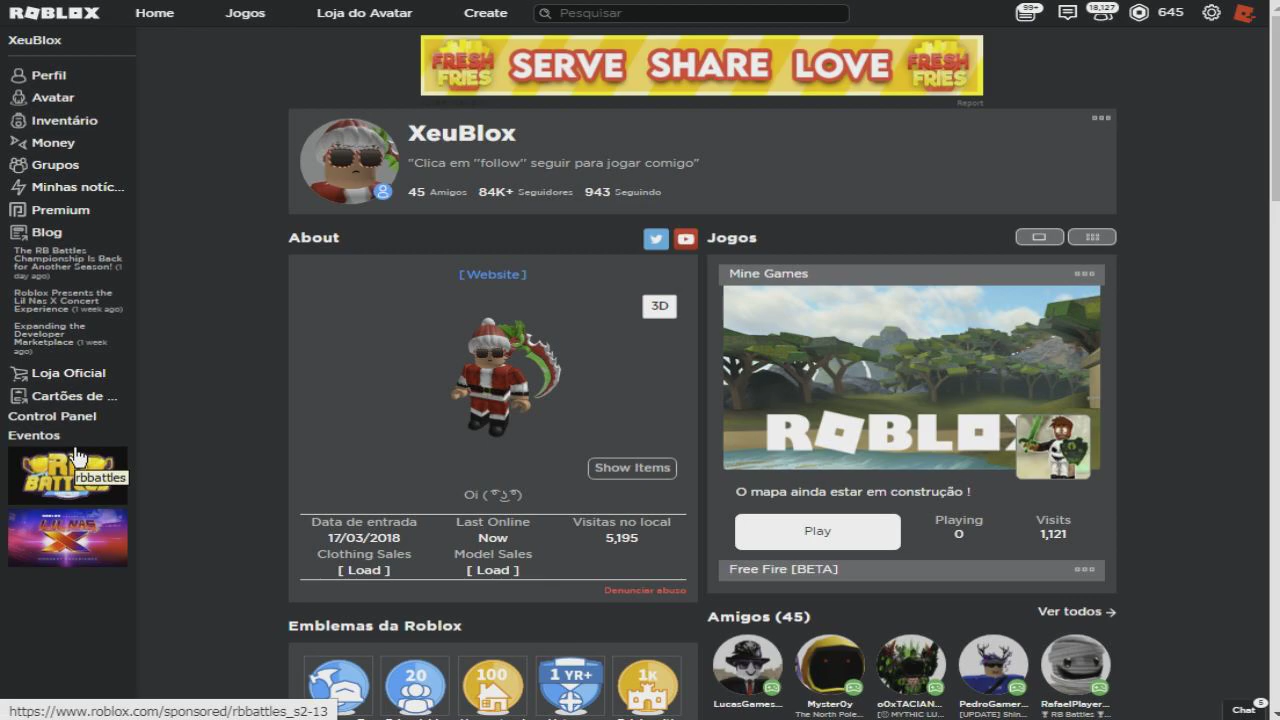 ROBLOX
Home
Jogos
Loja do Avatar
Create
Pesquisar
99+
18,127
645
XeuBlox
Perfil
Avatar
Inventário
Money
Grupos
Minhas notíc...
Premium
Blog
The RB Battles
Championship Is Back
for Another Season! (1
day ago)
Roblox Presents the
Lil Nas X Concert
Experience (1 week ago)
Expanding the
Developer
Marketplace (1 week
ago)
Loja Oficial
Cartões de ...
Control Panel
Eventos
RB
BATTLES
rbbattles
LIL NAS
X
FRESH
FRIES
SERVE SHARE LOVE
FRESH
FRIES
Report
XeuBlox
"Clica em "follow" seguir para jogar comigo"
45 Amigos 84K+ Seguidores 943 Seguindo
About
[ Website ]
3D
Show Items
Data de entrada
17/03/2018
Last Online
Now
Visitas no local
5,195
Clothing Sales
[ Load ]
Model Sales
[ Load ]
Denunciar abuso
Emblemas da Roblox
20
100
1 YR+
1K
Jogos
Mine Games
ROBLOX
O mapa ainda estar em construção !
Play
Playing
0
Visits
1,121
Free Fire [BETA]
Amigos (45)
Ver todos →
LucasGames...
MysterOy
The North Pole...
o0xTACIAN...
PedroGamer...
[UPDATE] Shin...
RafaelPlayer...
RB Battles
Chat
https://www.roblox.com/sponsored/rbbattles_s2-13